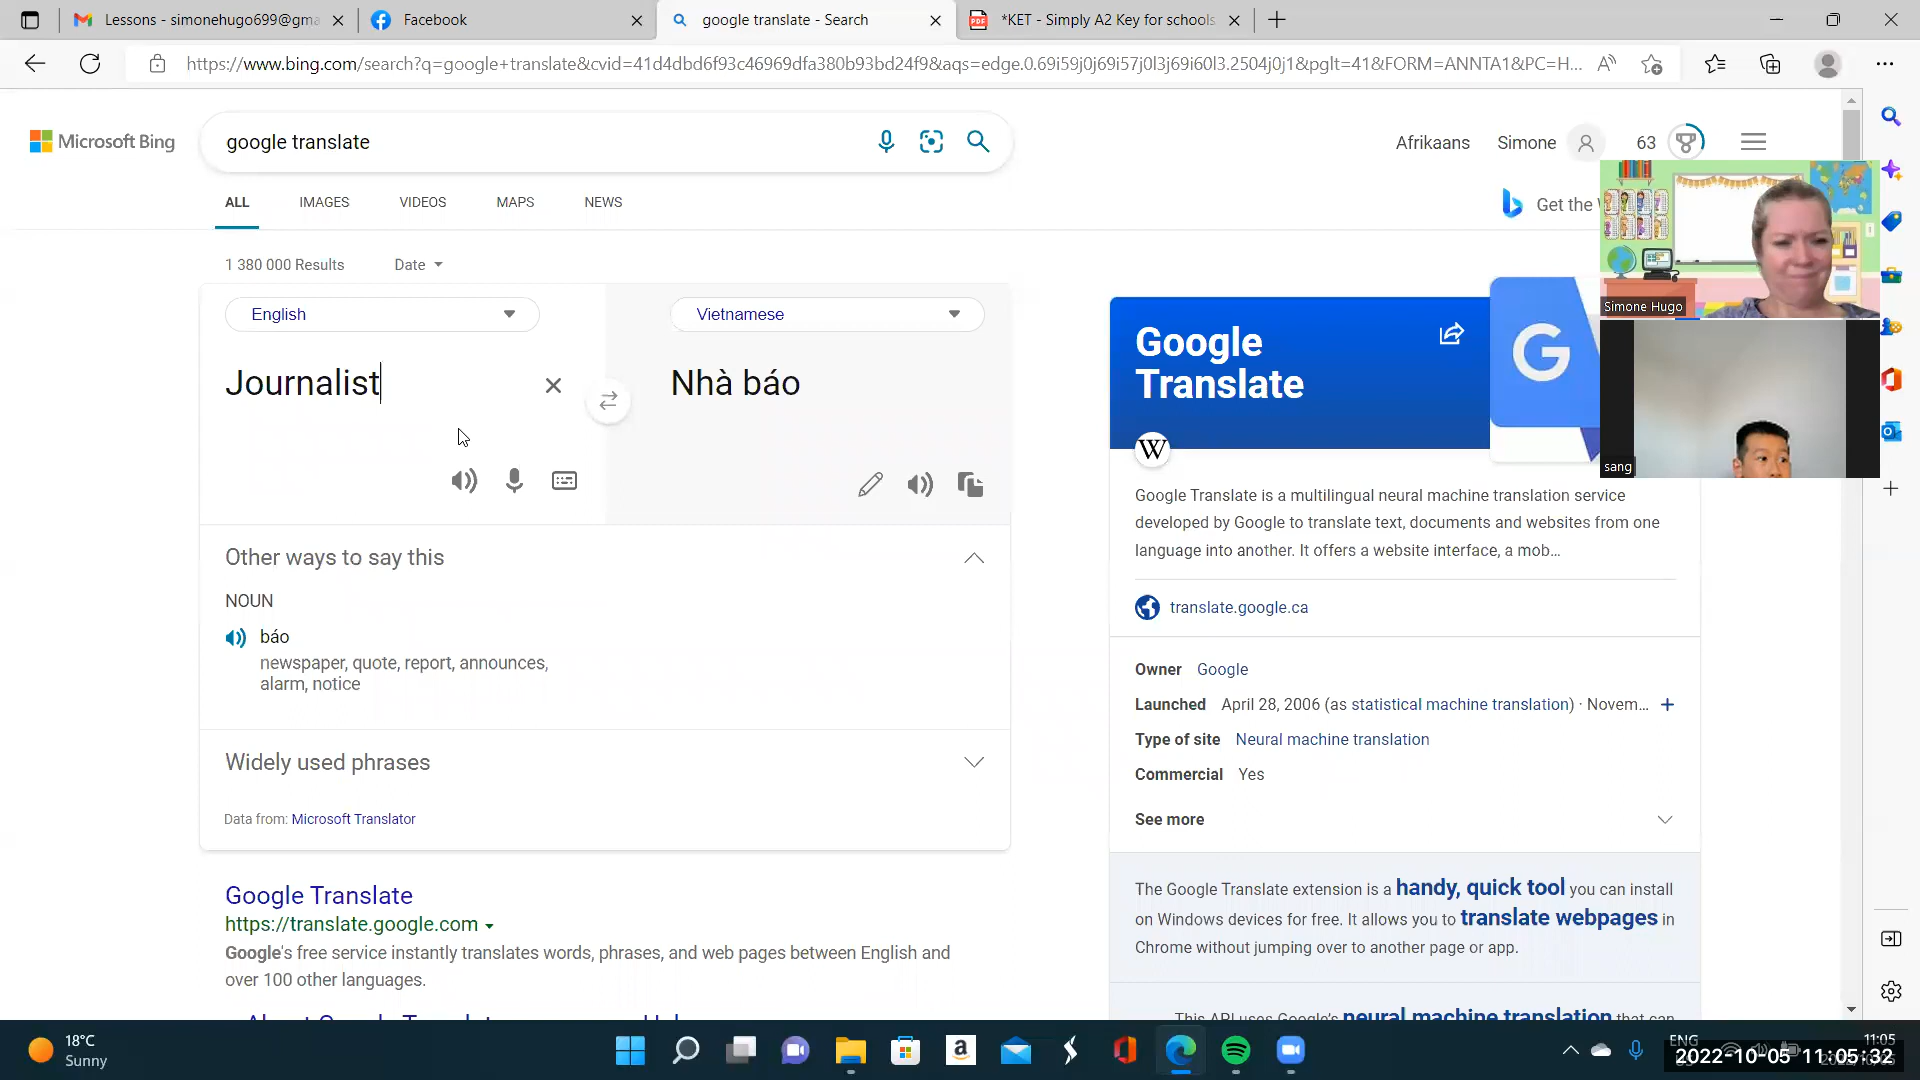 Lessons - simonehugo699@gma
Facebook
google translate - Search
*KET - Simply A2 Key for schools
https://www.bing.com/search?q=google+translate&cvid=41d4dbd6f93c46969dfa380b93bd24f9&aqs=edge.0.69i59j0j69i57j0l3j69i60l3.2504j0j1&pglt=41&FORM=ANNTA1&PC=H...
Microsoft Bing
google translate
Afrikaans
Simone
63
ALL
IMAGES
VIDEOS
MAPS
NEWS
Get the
1 380 000 Results
Date
English
Vietnamese
Journalist
Nhà báo
Other ways to say this
NOUN
báo
newspaper, quote, report, announces,
alarm, notice
Widely used phrases
Data from: Microsoft Translator
Google Translate
https://translate.google.com
Google's free service instantly translates words, phrases, and web pages between English and
over 100 other languages.
Google
Translate
G
W
Simone Hugo
sang
Google Translate is a multilingual neural machine translation service
developed by Google to translate text, documents and websites from one
language into another. It offers a website interface, a mob...
translate.google.ca
Owner Google
Launched April 28, 2006 (as statistical machine translation) · Novem...
Type of site Neural machine translation
Commercial Yes
See more
The Google Translate extension is a handy, quick tool you can install
on Windows devices for free. It allows you to translate webpages in
Chrome without jumping over to another page or app.
This API uses Google's neural machine translation that can
18°C
Sunny
ENG
11:05
2022-10-05 11:05:32